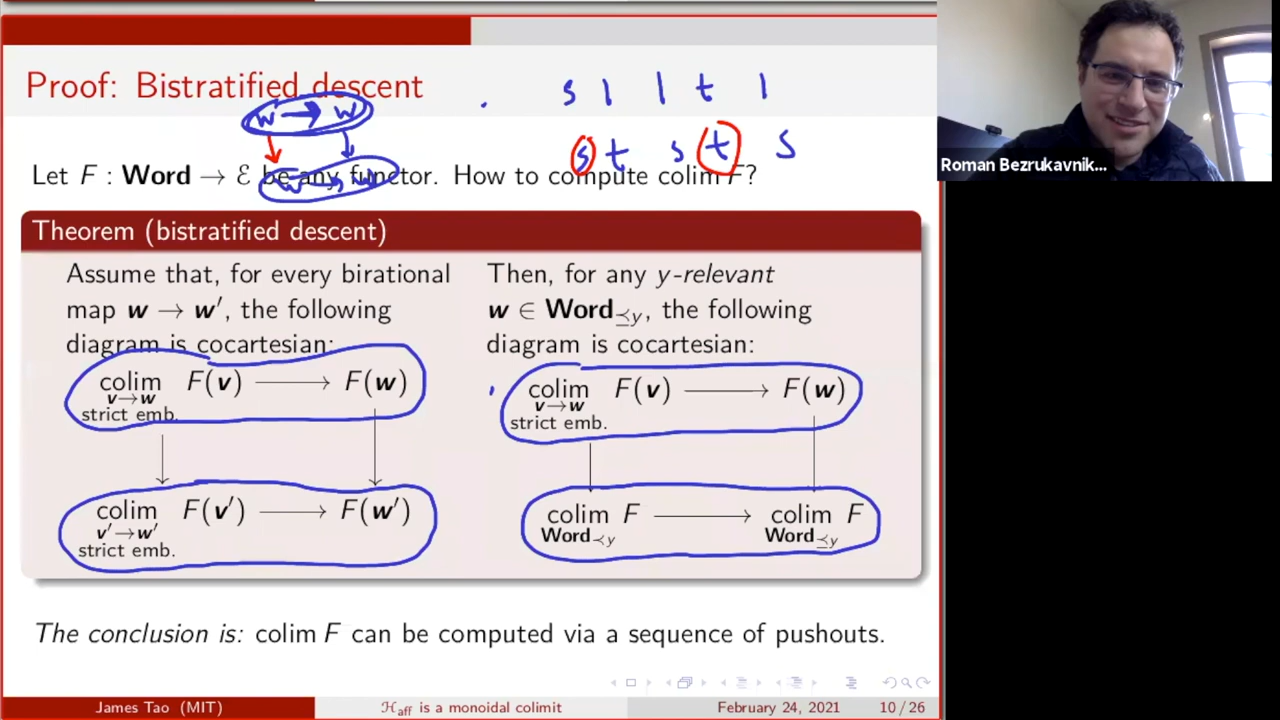 Proof: Bistratified descent
s 1 1 t 1
w → w
s t s t s
Let F : Word → ℰ be any functor. How to compute colim F?
Theorem (bistratified descent)
Assume that, for every birational
map w → w′, the following
diagram is cocartesian:
colim F(v) ⟶ F(w)
v→w
strict emb.
colim F(v′) ⟶ F(w′)
v′→w′
strict emb.
Then, for any y-relevant
w ∈ Word⪯y, the following
diagram is cocartesian:
colim F(v) ⟶ F(w)
v→w
strict emb.
colim F ⟶ colim F
Word≺y Word⪯y
The conclusion is: colim F can be computed via a sequence of pushouts.
James Tao (MIT) ℋaff is a monoidal colimit February 24, 2021 10 / 26
Roman Bezrukavnik...